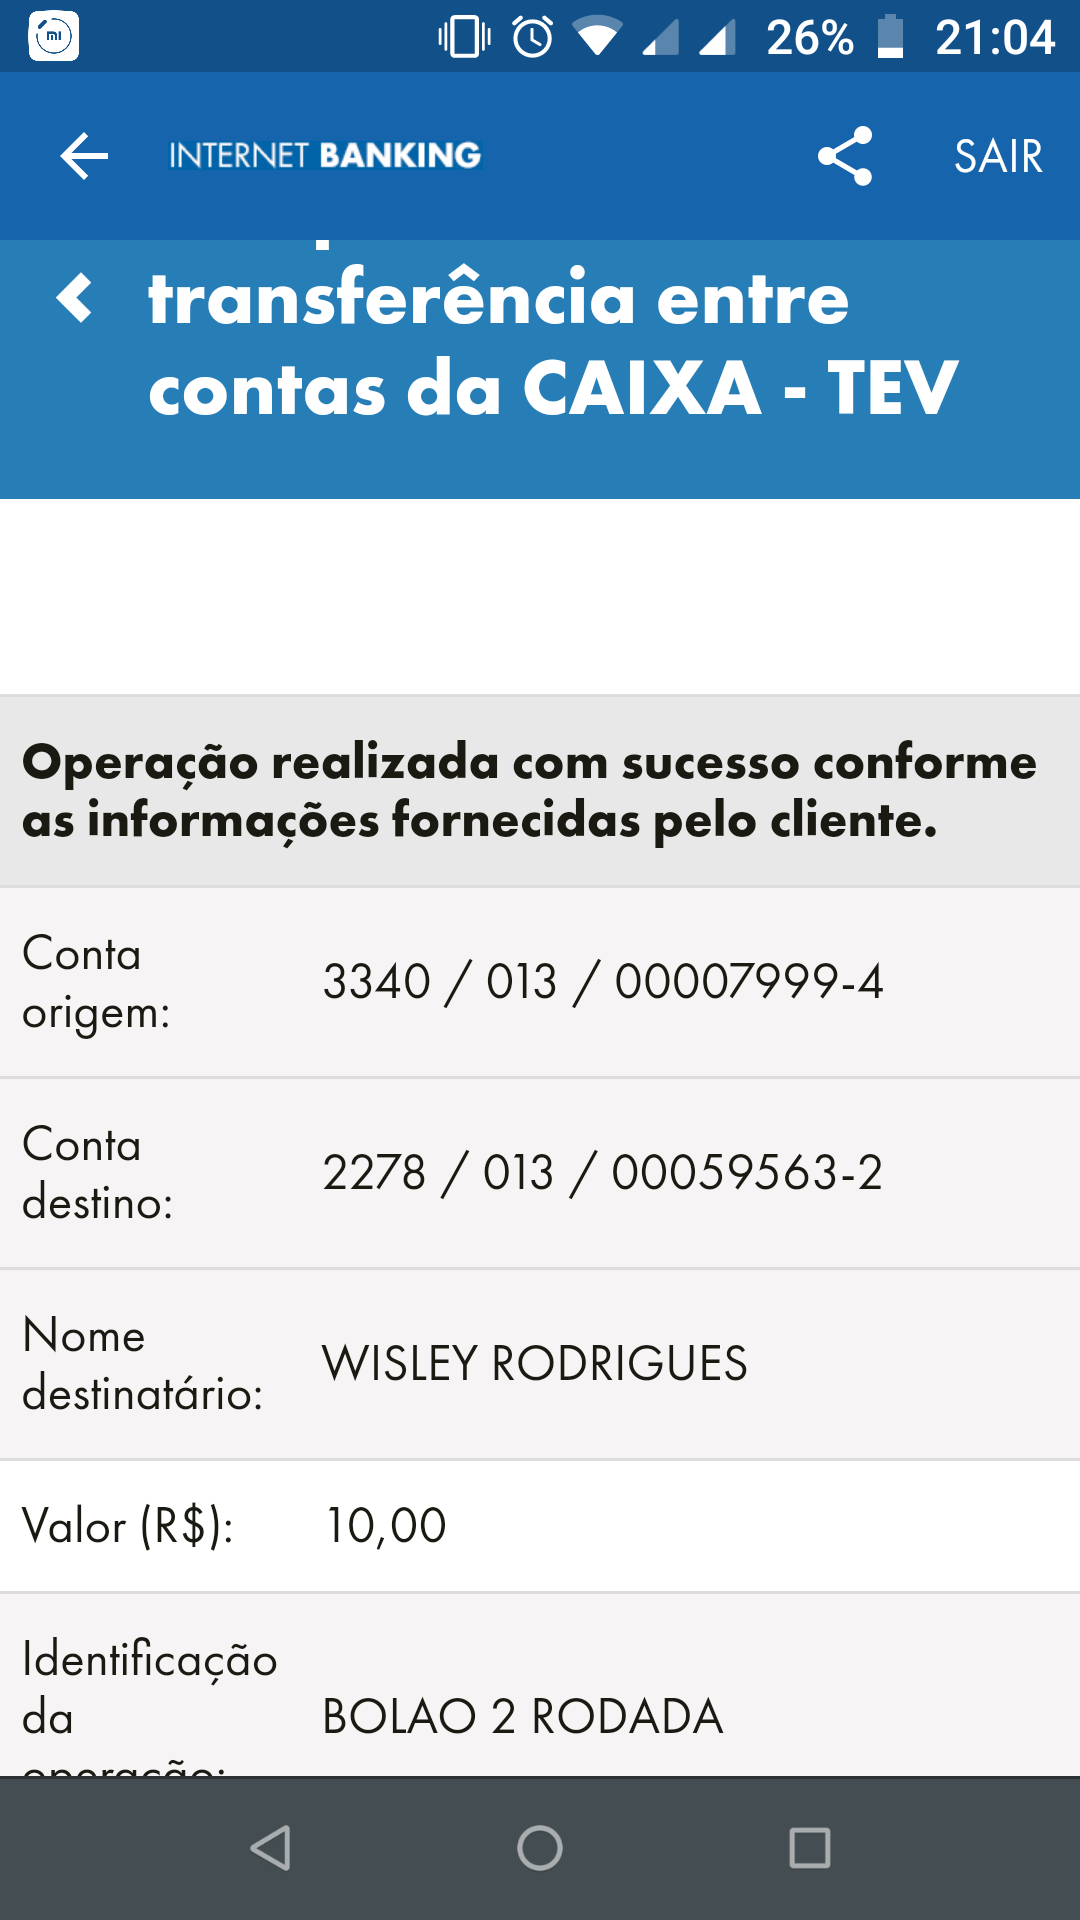 mi
26% 21:04
INTERNET BANKING
SAIR
transferência entre
contas da CAIXA - TEV
Operação realizada com sucesso conforme
as informações fornecidas pelo cliente.
Conta
origem:
3340 / 013 / 00007999-4
Conta
destino:
2278 / 013 / 00059563-2
Nome
destinatário:
WISLEY RODRIGUES
Valor (R$):
10,00
Identificação
da
operação:
BOLAO 2 RODADA